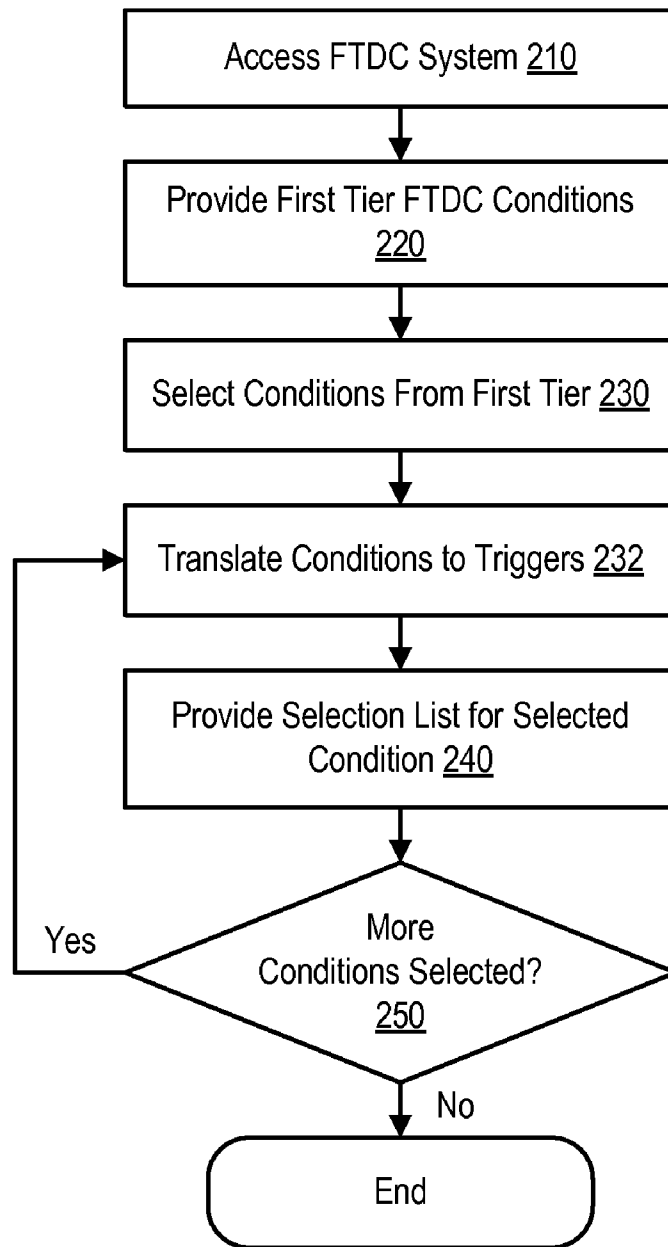 Access FTDC System 210
Provide First Tier FTDC Conditions
220
Select Conditions From First Tier 230
Translate Conditions to Triggers 232
Provide Selection List for Selected
Condition 240
Yes
More
Conditions Selected?
250
No
End